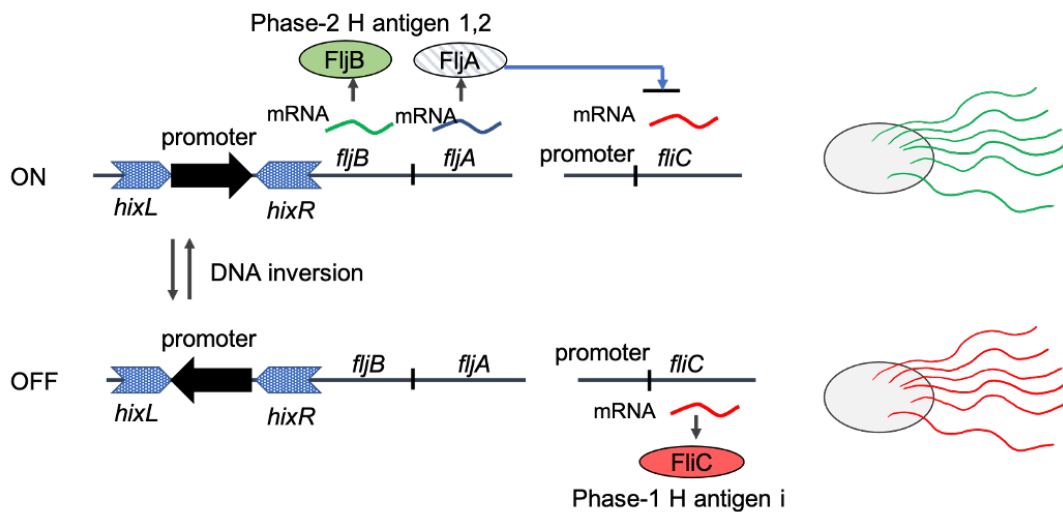 Phase-2 H antigen 1,2
FljB
FljA
mRNA
mRNA
mRNA
promoter
fljB
fljA
promoter
fliC
ON
hixL
hixR
DNA inversion
promoter
fljB
fljA
promoter
fliC
OFF
hixL
hixR
mRNA
FliC
Phase-1 H antigen i